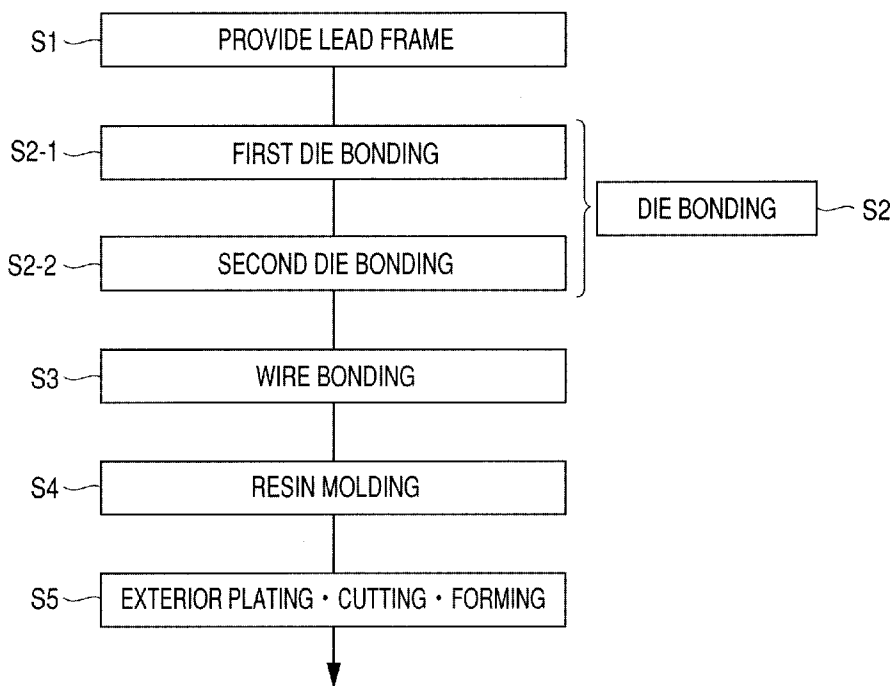 S1 PROVIDE LEAD FRAME
S2-1 FIRST DIE BONDING
DIE BONDING S2
S2-2 SECOND DIE BONDING
S3 WIRE BONDING
S4 RESIN MOLDING
S5 EXTERIOR PLATING・CUTTING・FORMING